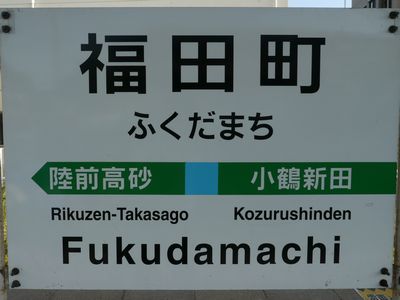 福田町
ふくだまち
陸前高砂 小鶴新田
Rikuzen-Takasago Kozurushinden
Fukudamachi